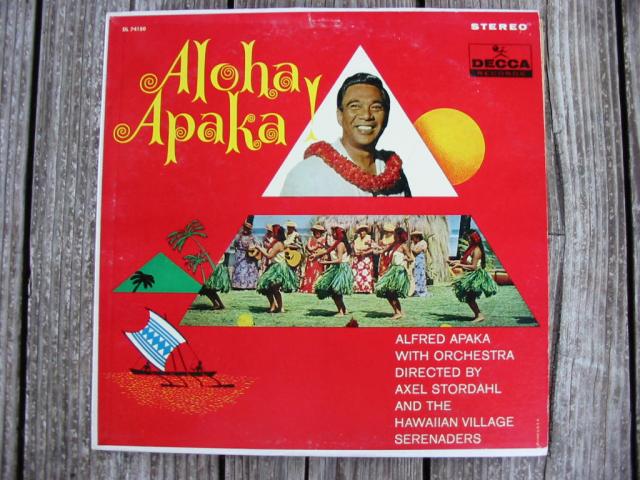 DL 74150
STEREO
DECCA
RECORDS
Aloha
Apaka!
ALFRED APAKA
WITH ORCHESTRA
DIRECTED BY
AXEL STORDAHL
AND THE
HAWAIIAN VILLAGE
SERENADERS